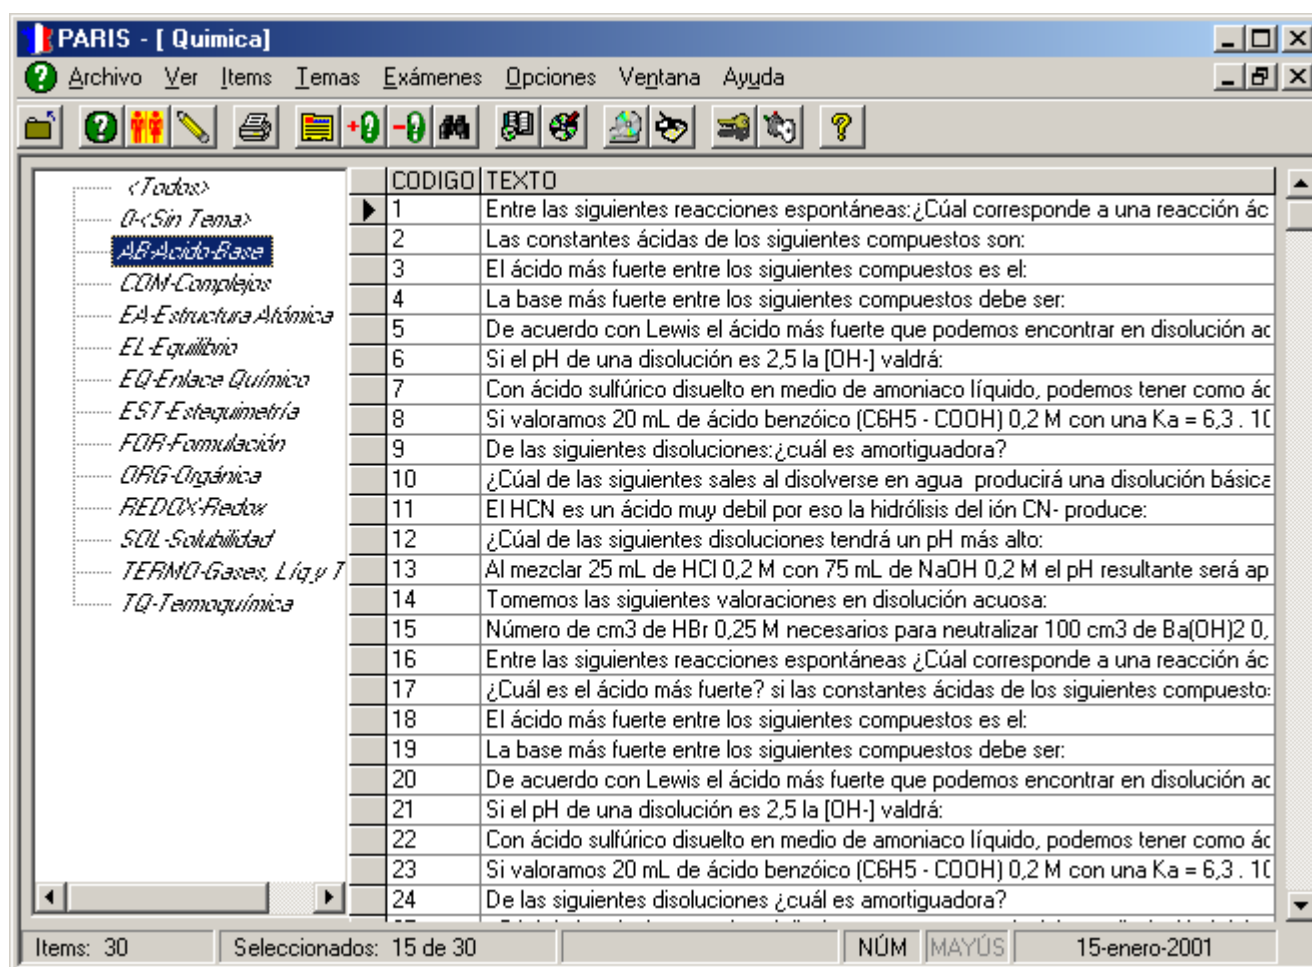 PARIS - [ Quimica]
Archivo Ver Items Temas Exámenes Opciones Ventana Ayuda
<Todos>
0-<Sin Tema>
AB-Acido-Base
COM-Complejos
EA-Estructura Atómica
EL-Equilibrio
EQ-Enlace Químico
EST-Estequimetría
FOR-Formulación
ORG-Orgánica
REDOX-Redox
SOL-Solubilidad
TERMO-Gases, Líq.y T
TQ-Termoquímica
CODIGO TEXTO
1 Entre las siguientes reacciones espontáneas:¿Cúal corresponde a una reacción ác
2 Las constantes ácidas de los siguientes compuestos son:
3 El ácido más fuerte entre los siguientes compuestos es el:
4 La base más fuerte entre los siguientes compuestos debe ser:
5 De acuerdo con Lewis el ácido más fuerte que podemos encontrar en disolución ac
6 Si el pH de una disolución es 2,5 la [OH-] valdrá:
7 Con ácido sulfúrico disuelto en medio de amoniaco líquido, podemos tener como ác
8 Si valoramos 20 mL de ácido benzóico (C6H5 - COOH) 0,2 M con una Ka = 6,3 . 10
9 De las siguientes disoluciones:¿cuál es amortiguadora?
10 ¿Cúal de las siguientes sales al disolverse en agua  producirá una disolución básica
11 El HCN es un ácido muy debil por eso la hidrólisis del ión CN- produce:
12 ¿Cúal de las siguientes disoluciones tendrá un pH más alto:
13 Al mezclar 25 mL de HCl 0,2 M con 75 mL de NaOH 0,2 M el pH resultante será ap
14 Tomemos las siguientes valoraciones en disolución acuosa:
15 Número de cm3 de HBr 0,25 M necesarios para neutralizar 100 cm3 de Ba(OH)2 0,
16 Entre las siguientes reacciones espontáneas ¿Cúal corresponde a una reacción ác
17 ¿Cuál es el ácido más fuerte? si las constantes ácidas de los siguientes compuestos
18 El ácido más fuerte entre los siguientes compuestos es el:
19 La base más fuerte entre los siguientes compuestos debe ser:
20 De acuerdo con Lewis el ácido más fuerte que podemos encontrar en disolución ac
21 Si el pH de una disolución es 2,5 la [OH-] valdrá:
22 Con ácido sulfúrico disuelto en medio de amoniaco líquido, podemos tener como ác
23 Si valoramos 20 mL de ácido benzóico (C6H5 - COOH) 0,2 M con una Ka = 6,3 . 10
24 De las siguientes disoluciones ¿cuál es amortiguadora?
Items: 30 Seleccionados: 15 de 30 NÚM MAYÚS 15-enero-2001